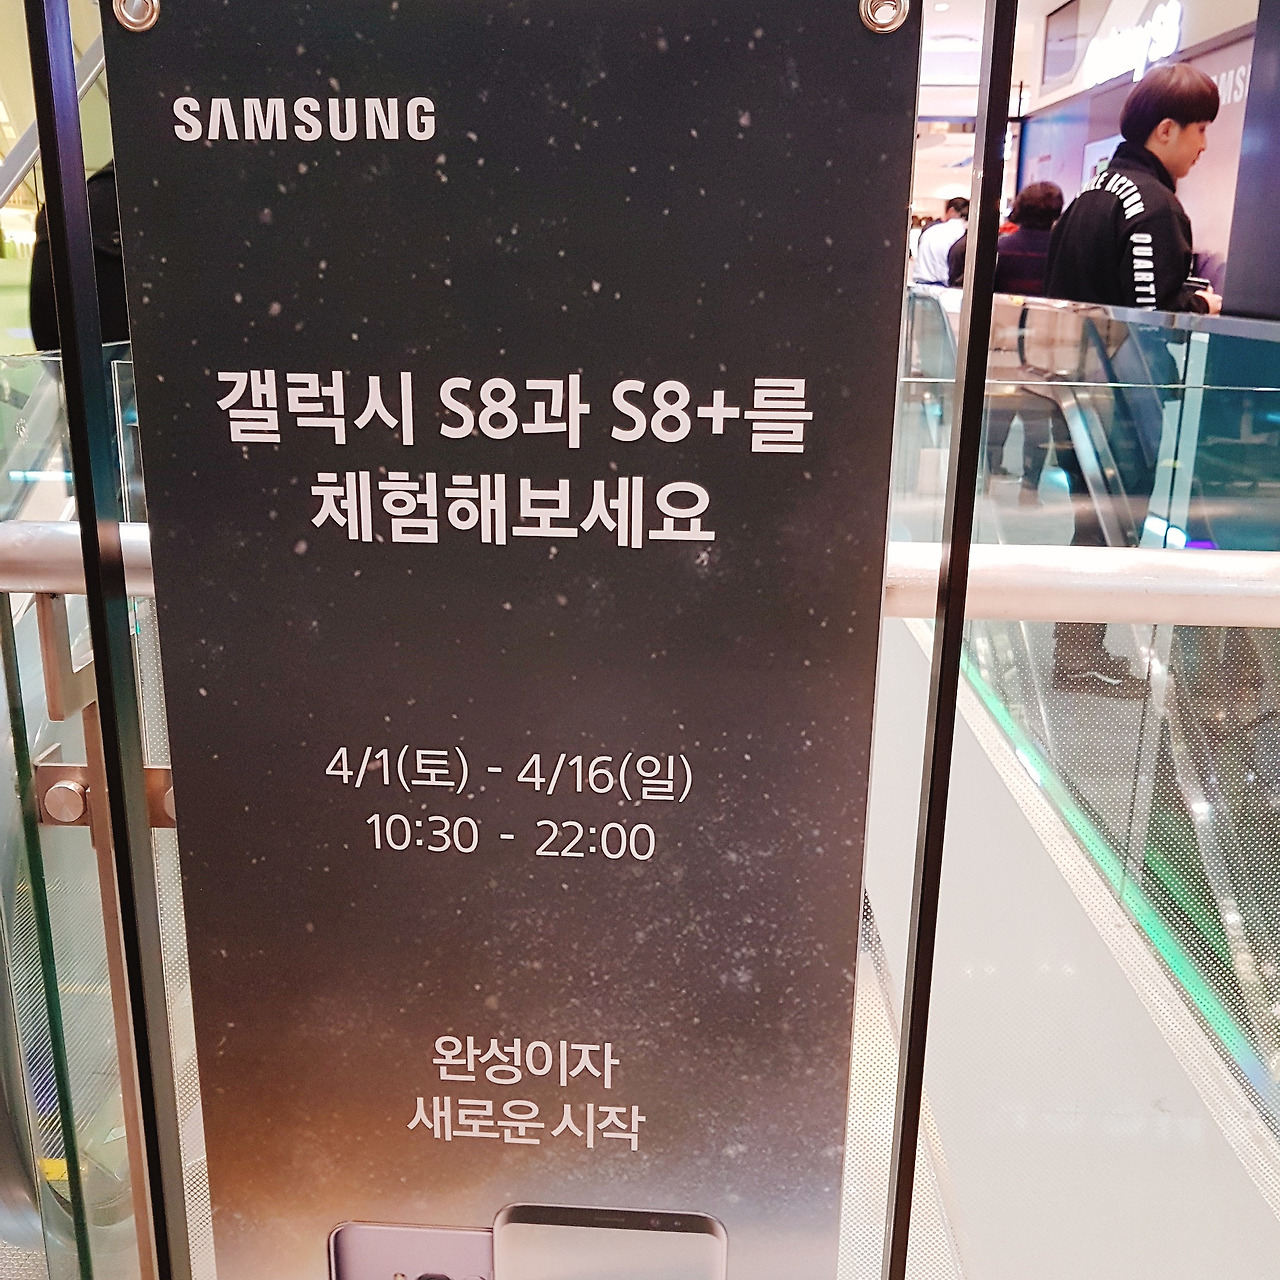 SAMSUNG
갤럭시 S8과 S8+를
체험해보세요
4/1(토) - 4/16(일)
10:30 - 22:00
완성이자
새로운 시작
ACTION